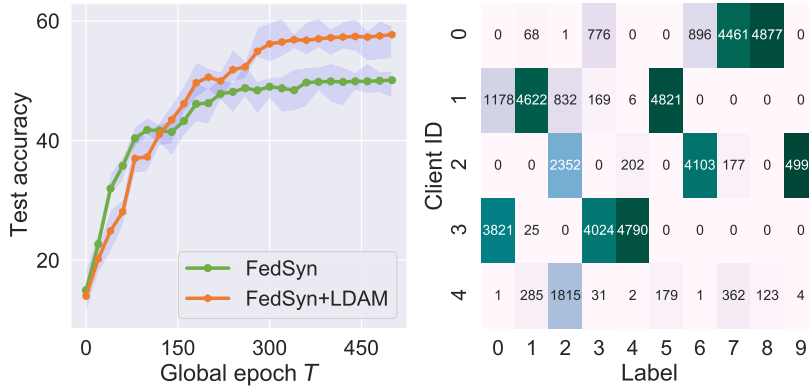 60
40
20
Test accuracy
FedSyn
FedSyn+LDAM
0 150 300 450
Global epoch T
Client ID
0 0 68 1 776 0 0 896 4461 4877 0
1 1178 4622 832 169 6 4821 0 0 0 0
2 0 0 2352 0 202 0 4103 177 0 499
3 3821 25 0 4024 4790 0 0 0 0 0
4 1 285 1815 31 2 179 1 362 123 4
0 1 2 3 4 5 6 7 8 9
Label